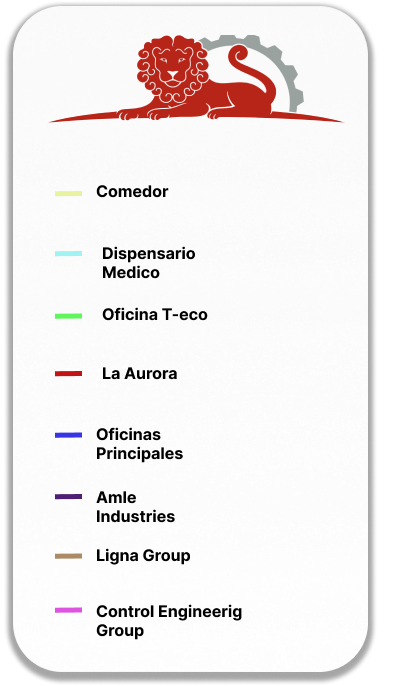 Comedor
Dispensario
Medico
Oficina T-eco
La Aurora
Oficinas
Principales
Amle
Industries
Ligna Group
Control Engineerig
Group